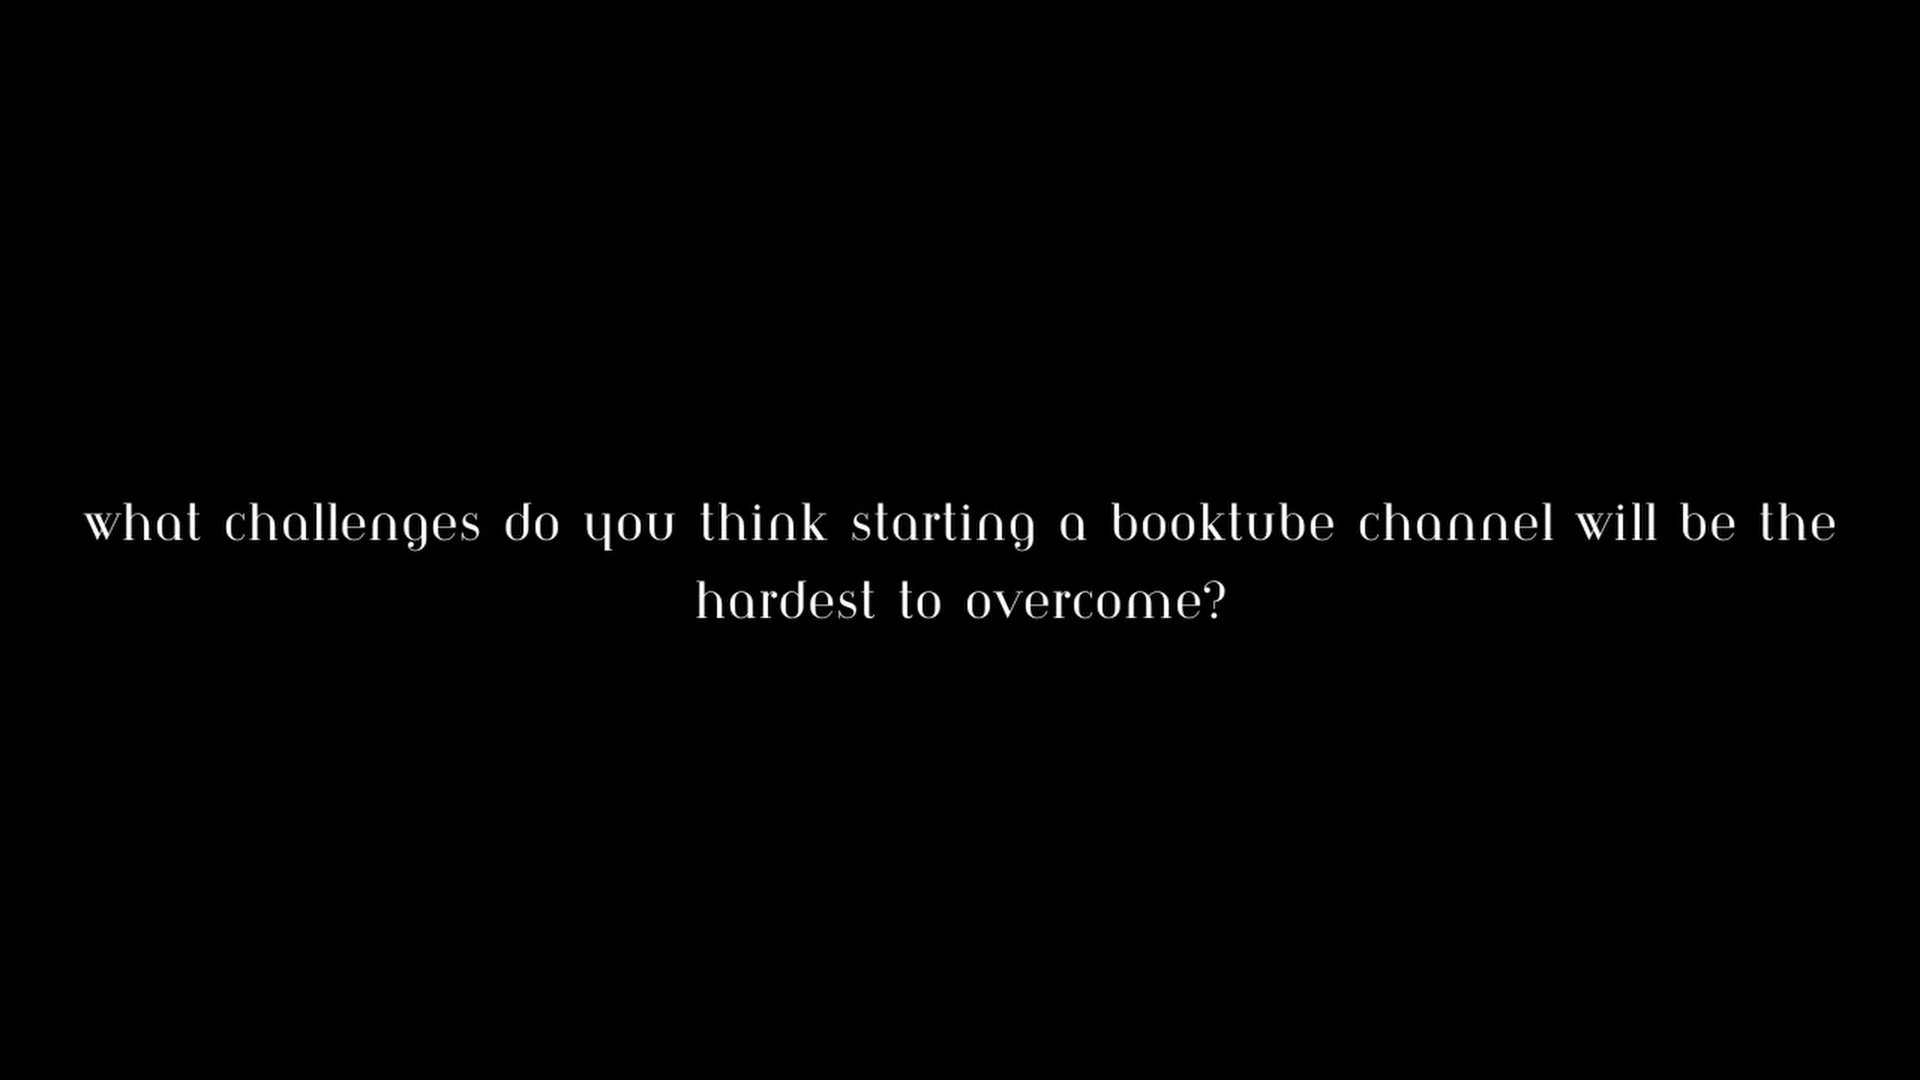 what challenges do you think starting a booktube channel will be the
hardest to overcome?